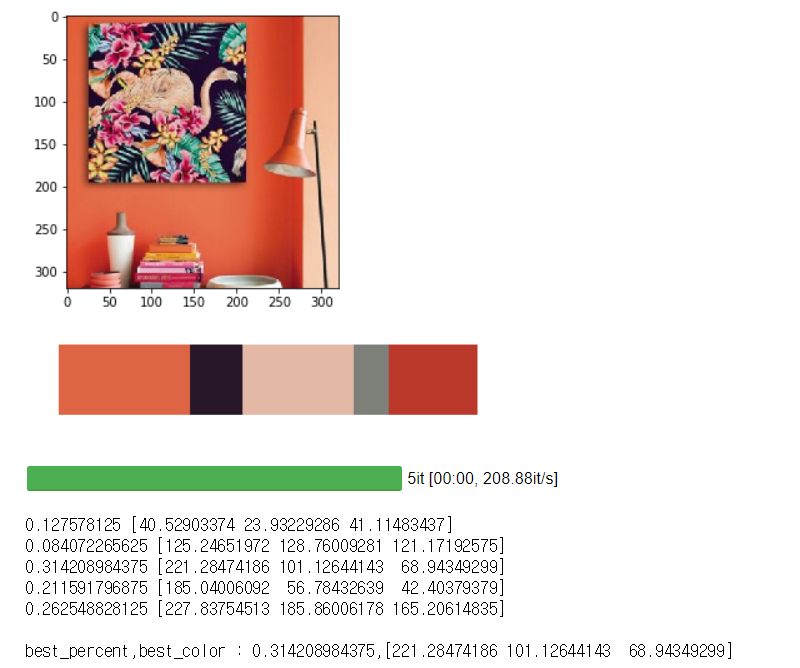 0
50
100
150
200
250
300
0 50 100 150 200 250 300
5it [00:00, 208.88it/s]
0.127578125 [40.52903374 23.93229286 41.11483437]
0.084072265625 [125.24651972 128.76009281 121.17192575]
0.314208984375 [221.28474186 101.12644143  68.94349299]
0.211591796875 [185.04006092  56.78432639  42.40379379]
0.262548828125 [227.83754513 185.86006178 165.20614835]
best_percent,best_color : 0.314208984375,[221.28474186 101.12644143  68.94349299]